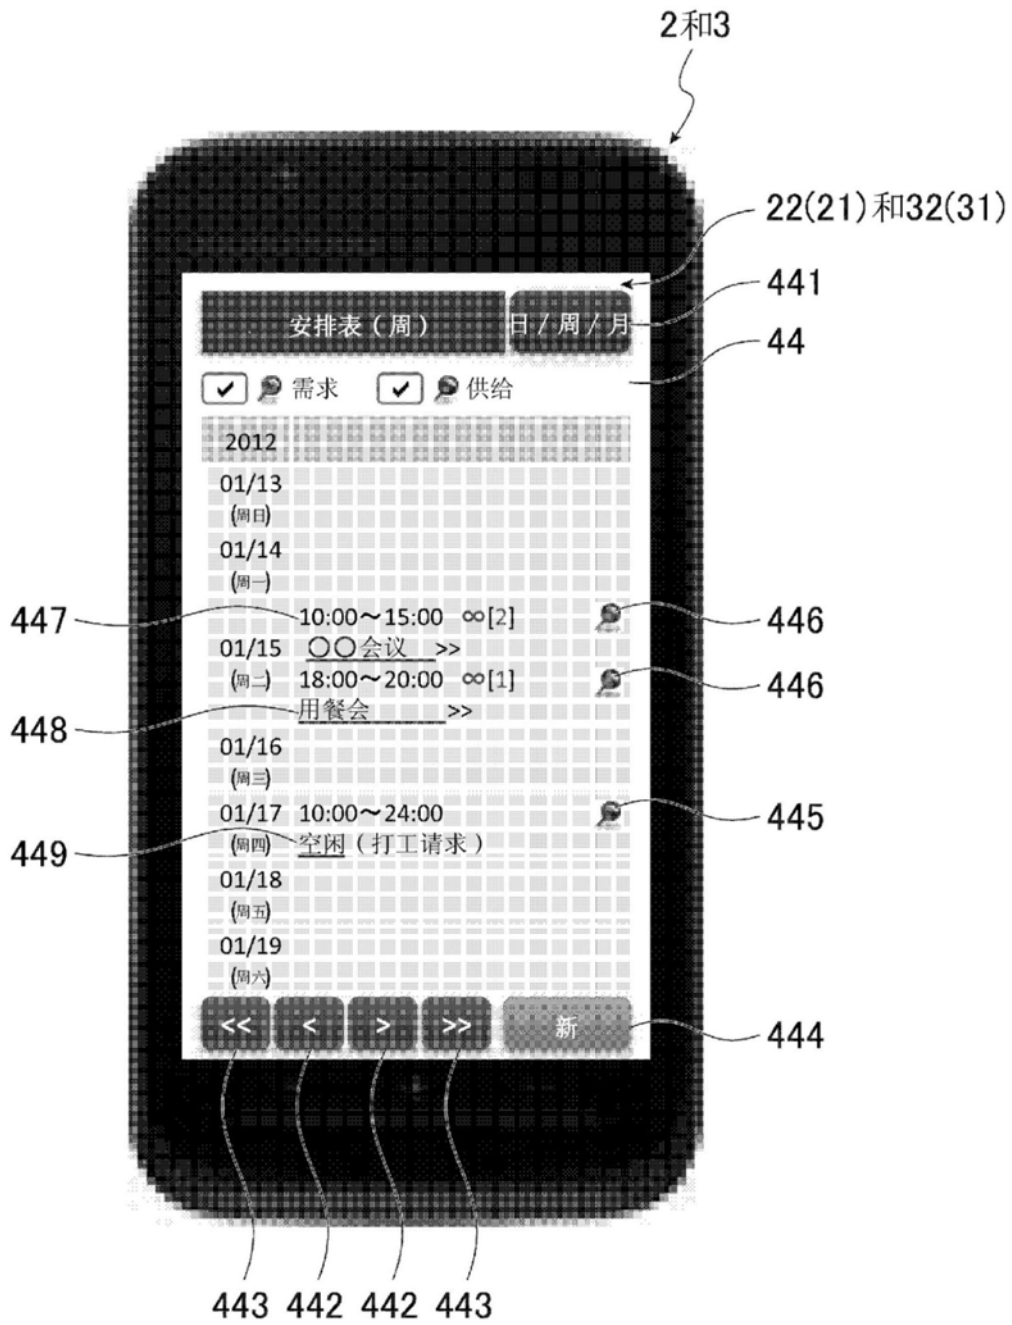 2和3
22(21)和32(31)
441
安排表（周） 日/周/月
44
✔ 需求 ✔ 供给
2012
01/13
(周日)
01/14
(周一)
447 10:00～15:00 ∞[2] 446
01/15 〇〇会议 >>
(周二) 18:00～20:00 ∞[1] 446
448 用餐会 >>
01/16
(周三)
01/17 10:00～24:00 445
449 (周四) 空闲（打工请求）
01/18
(周五)
01/19
(周六)
<< < > >> 新 444
443 442 442 443